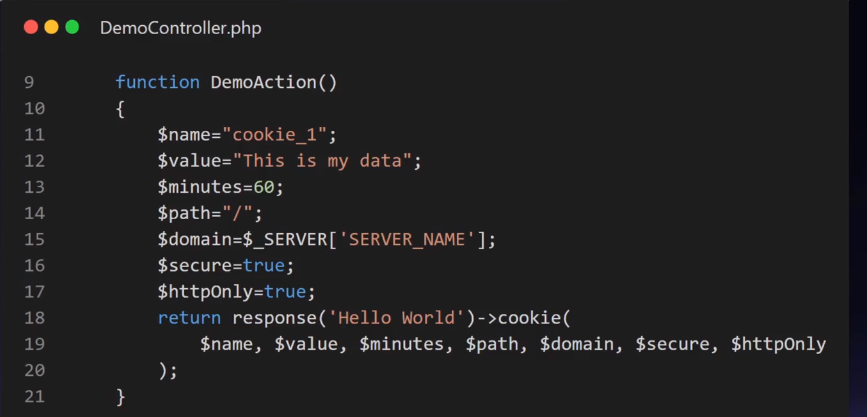 DemoController.php
9 function DemoAction()
10 {
11 $name="cookie_1";
12 $value="This is my data";
13 $minutes=60;
14 $path="/";
15 $domain=$_SERVER['SERVER_NAME'];
16 $secure=true;
17 $httpOnly=true;
18 return response('Hello World')->cookie(
19 $name, $value, $minutes, $path, $domain, $secure, $httpOnly
20 );
21 }